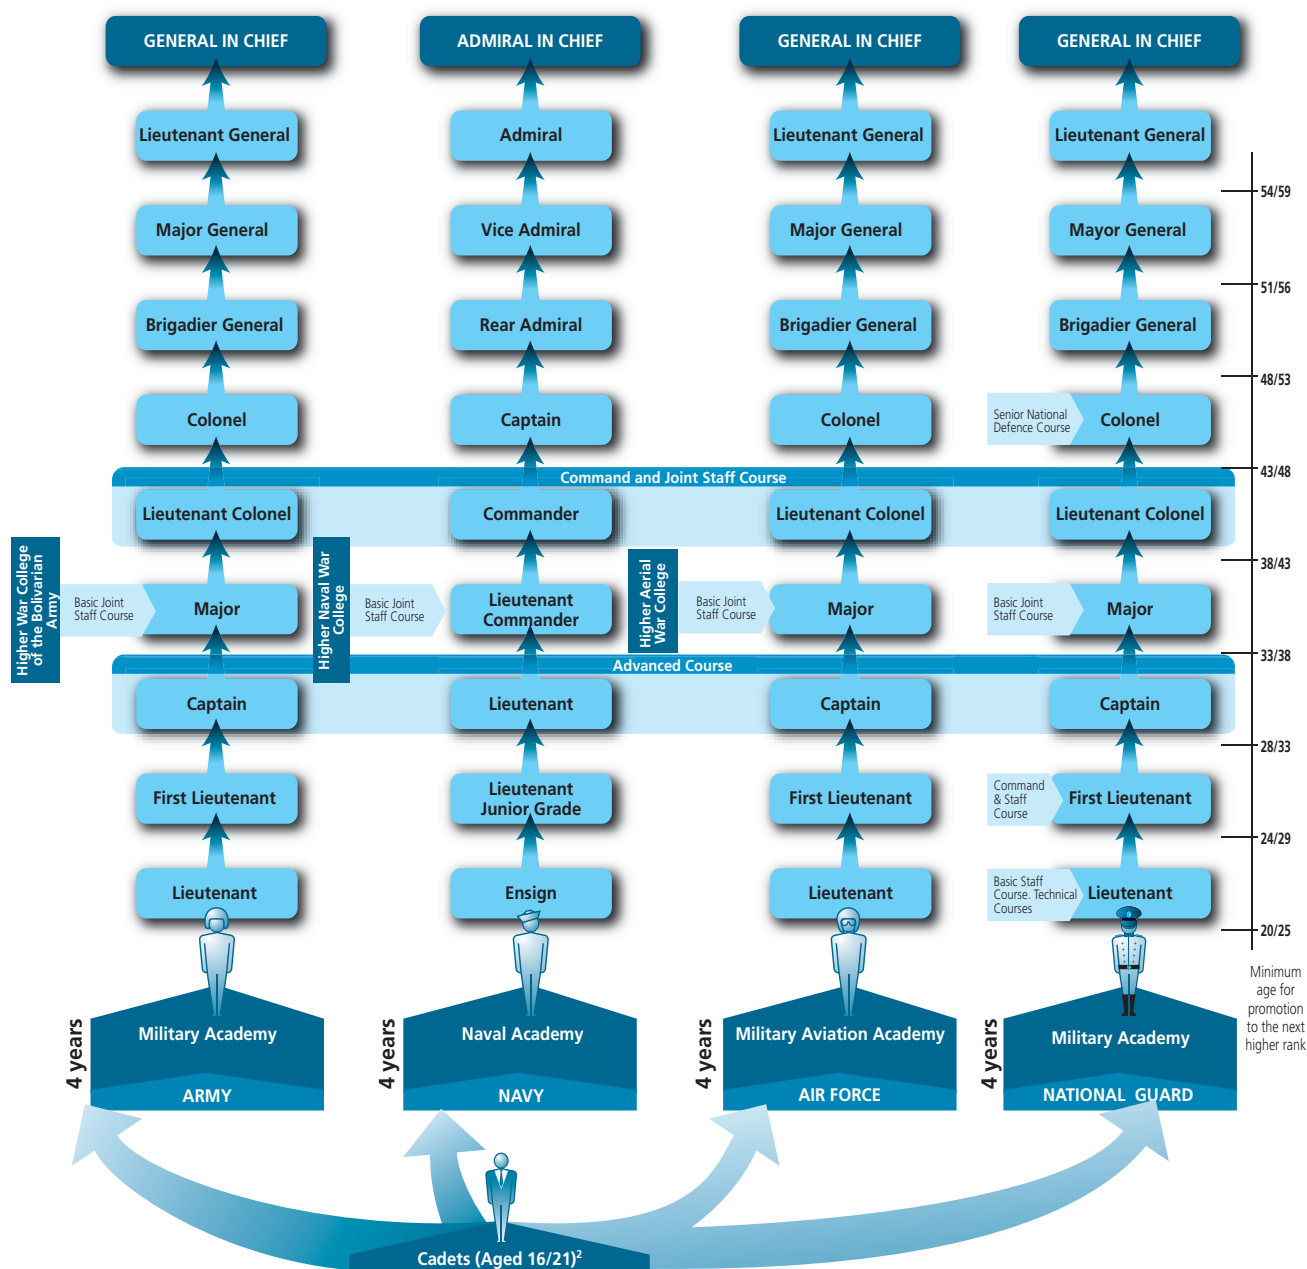 GENERAL IN CHIEF
ADMIRAL IN CHIEF
GENERAL IN CHIEF
GENERAL IN CHIEF
Lieutenant General
Admiral
Lieutenant General
Lieutenant General
54/59
Major General
Vice Admiral
Major General
Mayor General
51/56
Brigadier General
Rear Admiral
Brigadier General
Brigadier General
48/53
Colonel
Captain
Colonel
Senior National
Defence Course
Colonel
43/48
Command and Joint Staff Course
Lieutenant Colonel
Commander
Lieutenant Colonel
Lieutenant Colonel
38/43
Higher War College
of the Bolivarian
Army
Basic Joint
Staff Course
Major
Higher Naval War
College
Basic Joint
Staff Course
Lieutenant
Commander
Higher Aerial
War College
Basic Joint
Staff Course
Major
Basic Joint
Staff Course
Major
33/38
Advanced Course
Captain
Lieutenant
Captain
Captain
28/33
First Lieutenant
Lieutenant
Junior Grade
First Lieutenant
Command
& Staff
Course
First Lieutenant
24/29
Lieutenant
Ensign
Lieutenant
Basic Staff
Course. Technical
Courses
Lieutenant
20/25
Minimum
age for
promotion
to the next
higher rank
4 years
Military Academy
ARMY
4 years
Naval Academy
NAVY
4 years
Military Aviation Academy
AIR FORCE
4 years
Military Academy
NATIONAL GUARD
Cadets (Aged 16/21)²